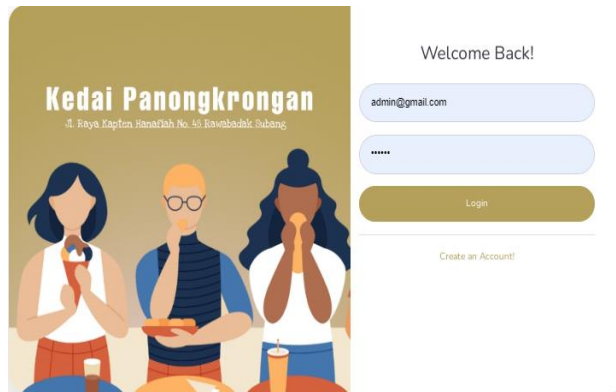 Kedai Panongkrongan
Jl. Raya Kapten Hanafiah No. 45 Rawabadak Subang
Welcome Back!
admin@gmail.com
••••••
Login
Create an Account!